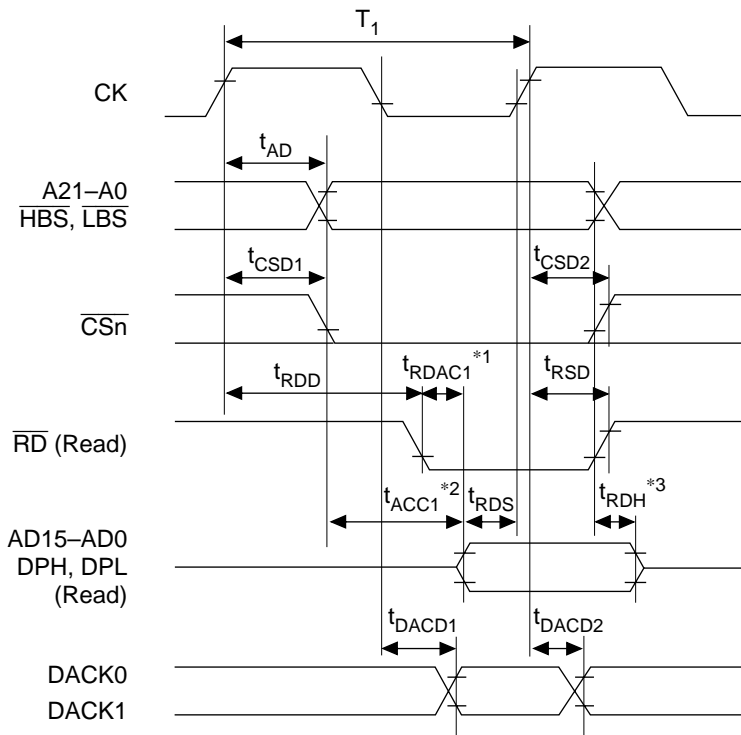 T1
CK
tAD
A21–A0
HBS, LBS
tCSD1
tCSD2
CSn
tRDD
tRDAC1 *1
tRSD
RD (Read)
tACC1 *2
tRDS
tRDH *3
AD15–AD0
DPH, DPL
(Read)
tDACD1
tDACD2
DACK0
DACK1